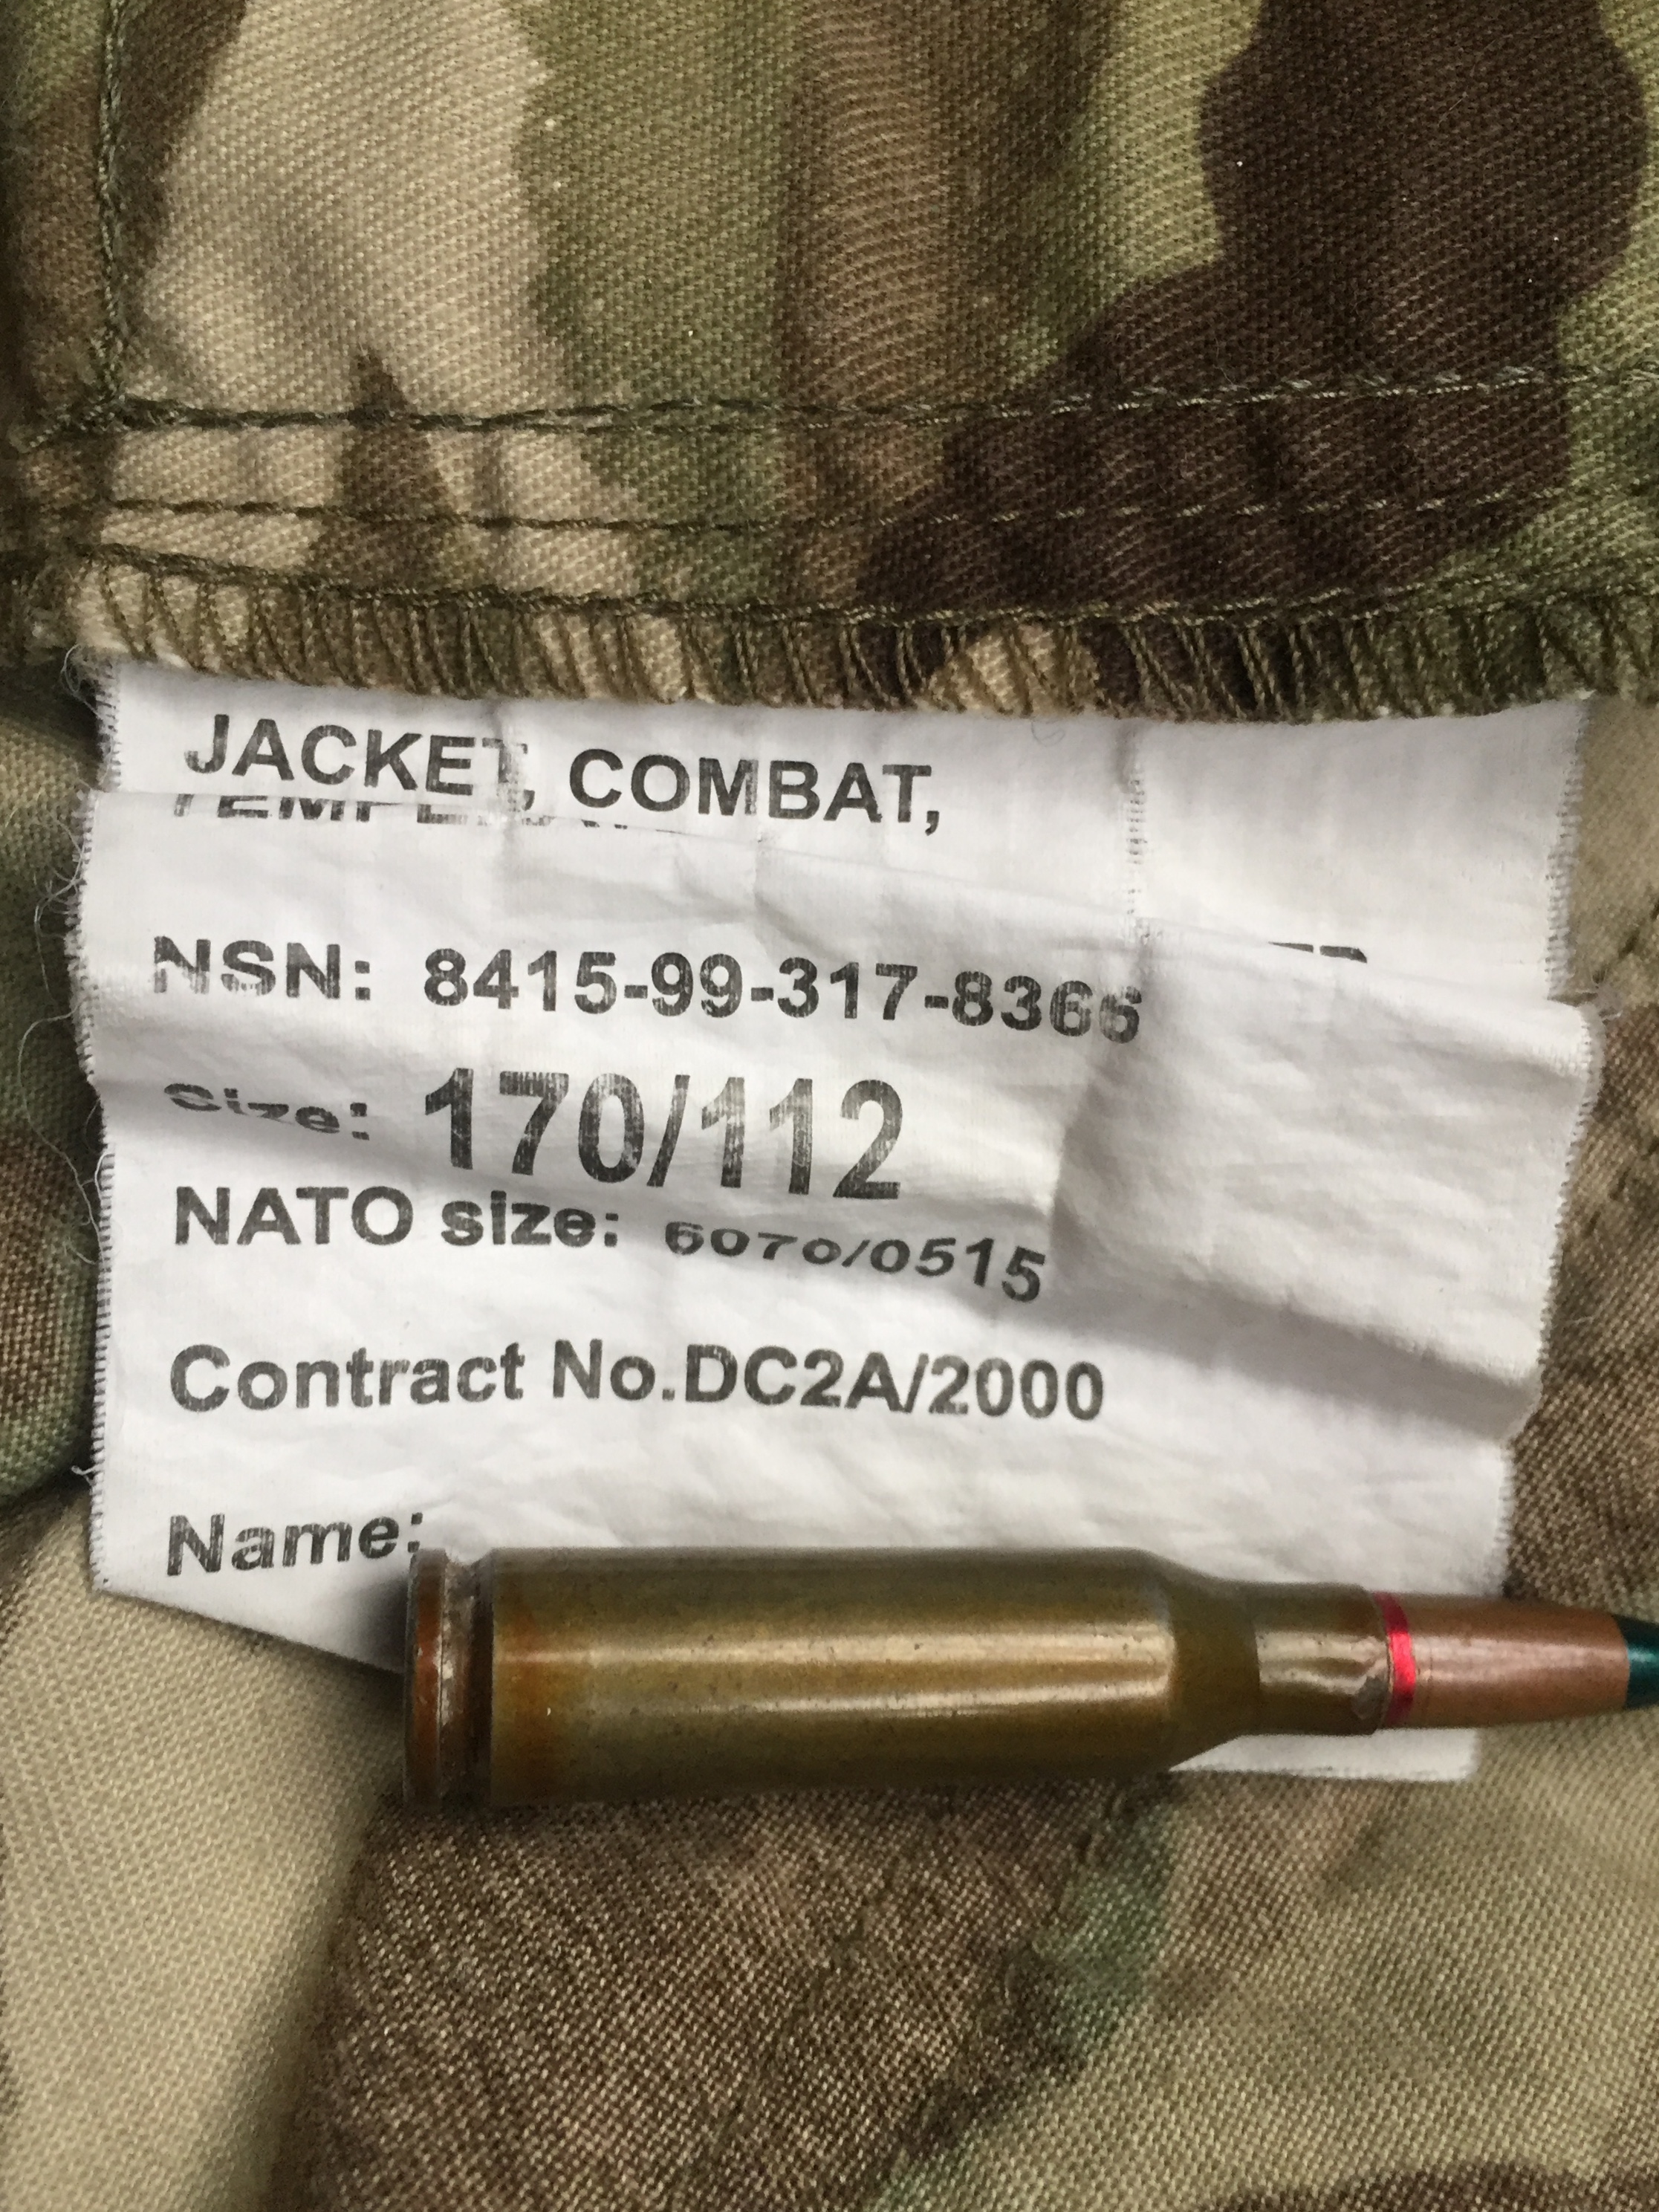 JACKET, COMBAT,
NSN: 8415-99-317-8366
Size: 170/112
NATO size: 6070/0515
Contract No.DC2A/2000
Name: